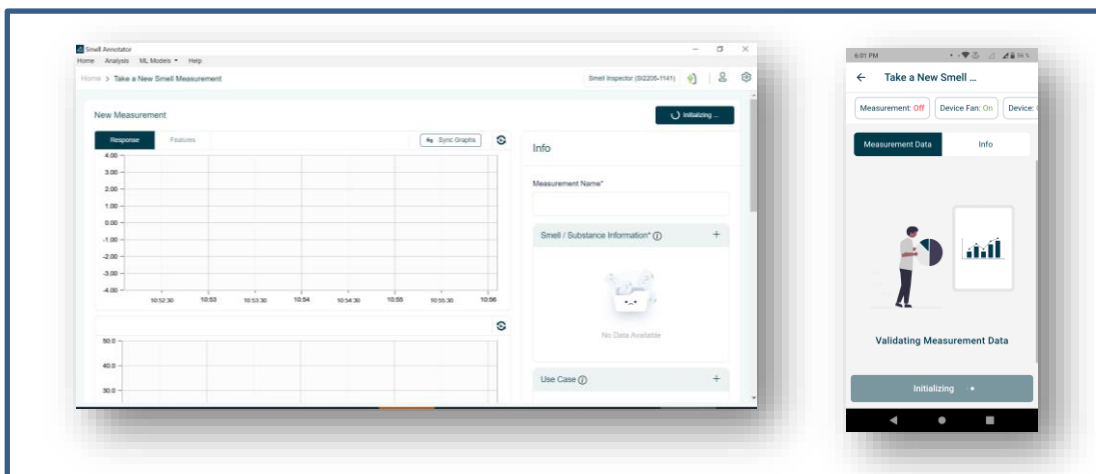 Smell Annotator
Home Analysis ML Models Help
Home > Take a New Smell Measurement
Smell Inspector (SI2206-1141)
New Measurement
Initializing ...
Response Features
Sync Graphs
4.00
3.00
2.00
1.00
0.00
-1.00
-2.00
-3.00
-4.00
10:52:30 10:53 10:53:30 10:54 10:54:30 10:55 10:55:30 10:56
50.0
40.0
30.0
Info
Measurement Name*
Smell / Substance Information* +
No Data Available
Use Case +
6:01 PM
Take a New Smell ...
Measurement: Off Device Fan: On Device:
Measurement Data Info
Validating Measurement Data
Initializing